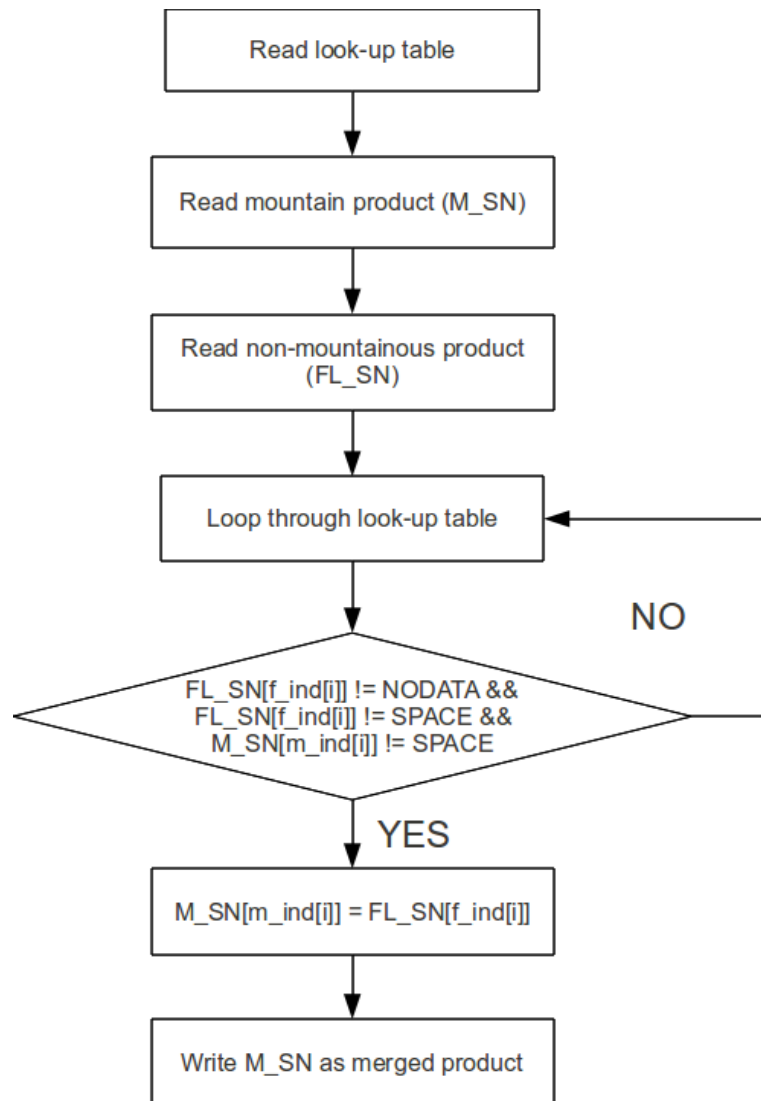 Read look-up table
Read mountain product (M_SN)
Read non-mountainous product
(FL_SN)
Loop through look-up table
NO
FL_SN[f_ind[i]] != NODATA &&
FL_SN[f_ind[i]] != SPACE &&
M_SN[m_ind[i]] != SPACE
YES
M_SN[m_ind[i]] = FL_SN[f_ind[i]]
Write M_SN as merged product